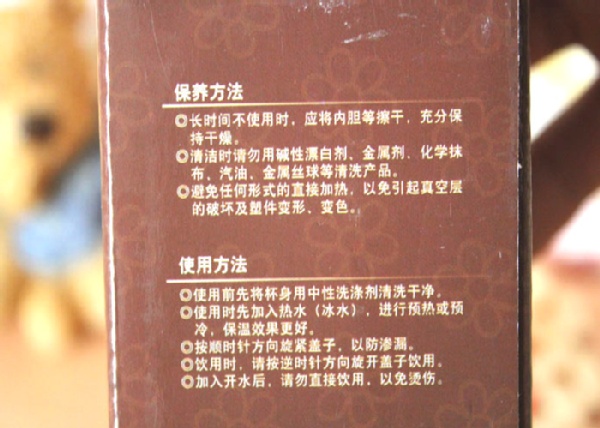 保养方法
◎长时间不使用时，应将内胆等擦干，充分保
持干燥。
◎清洁时请勿用碱性漂白剂、金属剂、化学抹
布、汽油、金属丝球等清洗产品。
◎避免任何形式的直接加热，以免引起真空层
的破坏及塑件变形、变色。
使用方法
◎使用前先将杯身用中性洗涤剂清洗干净。
◎使用时先加入热水（冰水），进行预热或预
冷，保温效果更好。
◎按顺时针方向旋紧盖子，以防渗漏。
◎饮用时，请按逆时针方向旋开盖子饮用。
◎加入开水后，请勿直接饮用，以免烫伤。